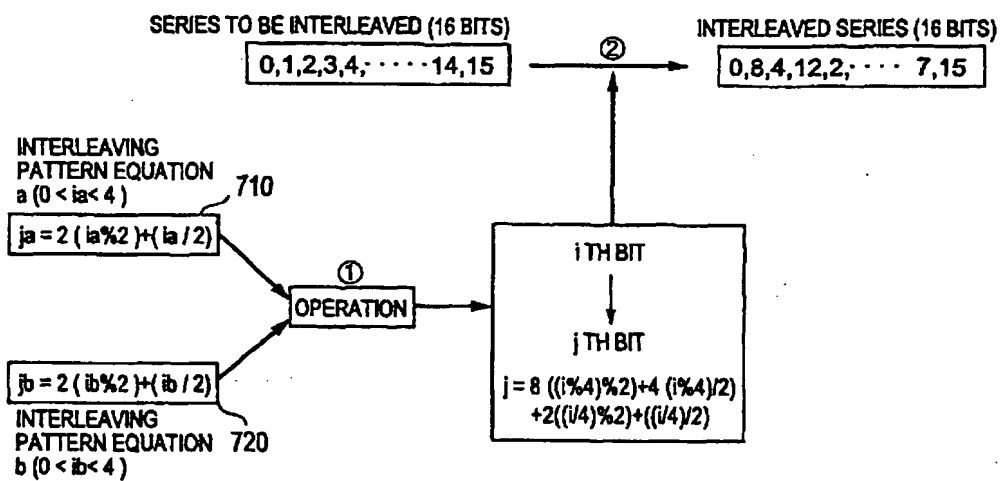 SERIES TO BE INTERLEAVED (16 BITS)
0,1,2,3,4,·····14,15
②
INTERLEAVED SERIES (16 BITS)
0,8,4,12,2,···· 7,15
INTERLEAVING
PATTERN EQUATION
a (0 < ia< 4 )
710
ja = 2 ( ia%2 )+( ia / 2)
①
OPERATION
i TH BIT
j TH BIT
j = 8 ((i%4)%2)+4 (i%4)/2)
+2((i/4)%2)+((i/4)/2)
jb = 2 ( ib%2 )+( ib / 2)
INTERLEAVING
PATTERN EQUATION
720
b (0 < ib< 4 )